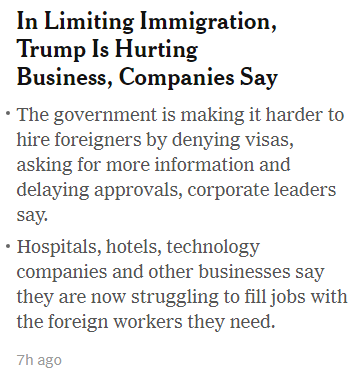 In Limiting Immigration,
Trump Is Hurting
Business, Companies Say
• The government is making it harder to
hire foreigners by denying visas,
asking for more information and
delaying approvals, corporate leaders
say.
• Hospitals, hotels, technology
companies and other businesses say
they are now struggling to fill jobs with
the foreign workers they need.
7h ago